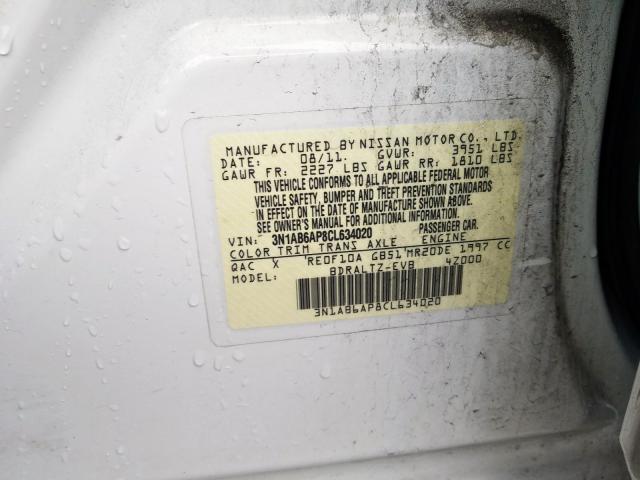 MANUFACTURED BY NISSAN MOTOR CO., LTD.
DATE: 08/11. GVWR: 3951 LBS
GAWR FR: 2227 LBS GAWR RR: 1810 LBS
THIS VEHICLE CONFORMS TO ALL APPLICABLE FEDERAL MOTOR
VEHICLE SAFETY, BUMPER AND THEFT PREVENTION STANDARDS
IN EFFECT ON THE DATE OF MANUFACTURE SHOWN ABOVE.
SEE OWNER'S MANUAL FOR ADDITIONAL INFORMATION.
VIN: 3N1AB6AP8CL634020 PASSENGER CAR.
COLOR TRIM TRANS AXLE ENGINE
QAC X RE0F10A GB51 MR20DE 1997 CC
MODEL: BDRALTZ-EVB 4Z000
3N1AB6AP8CL634020